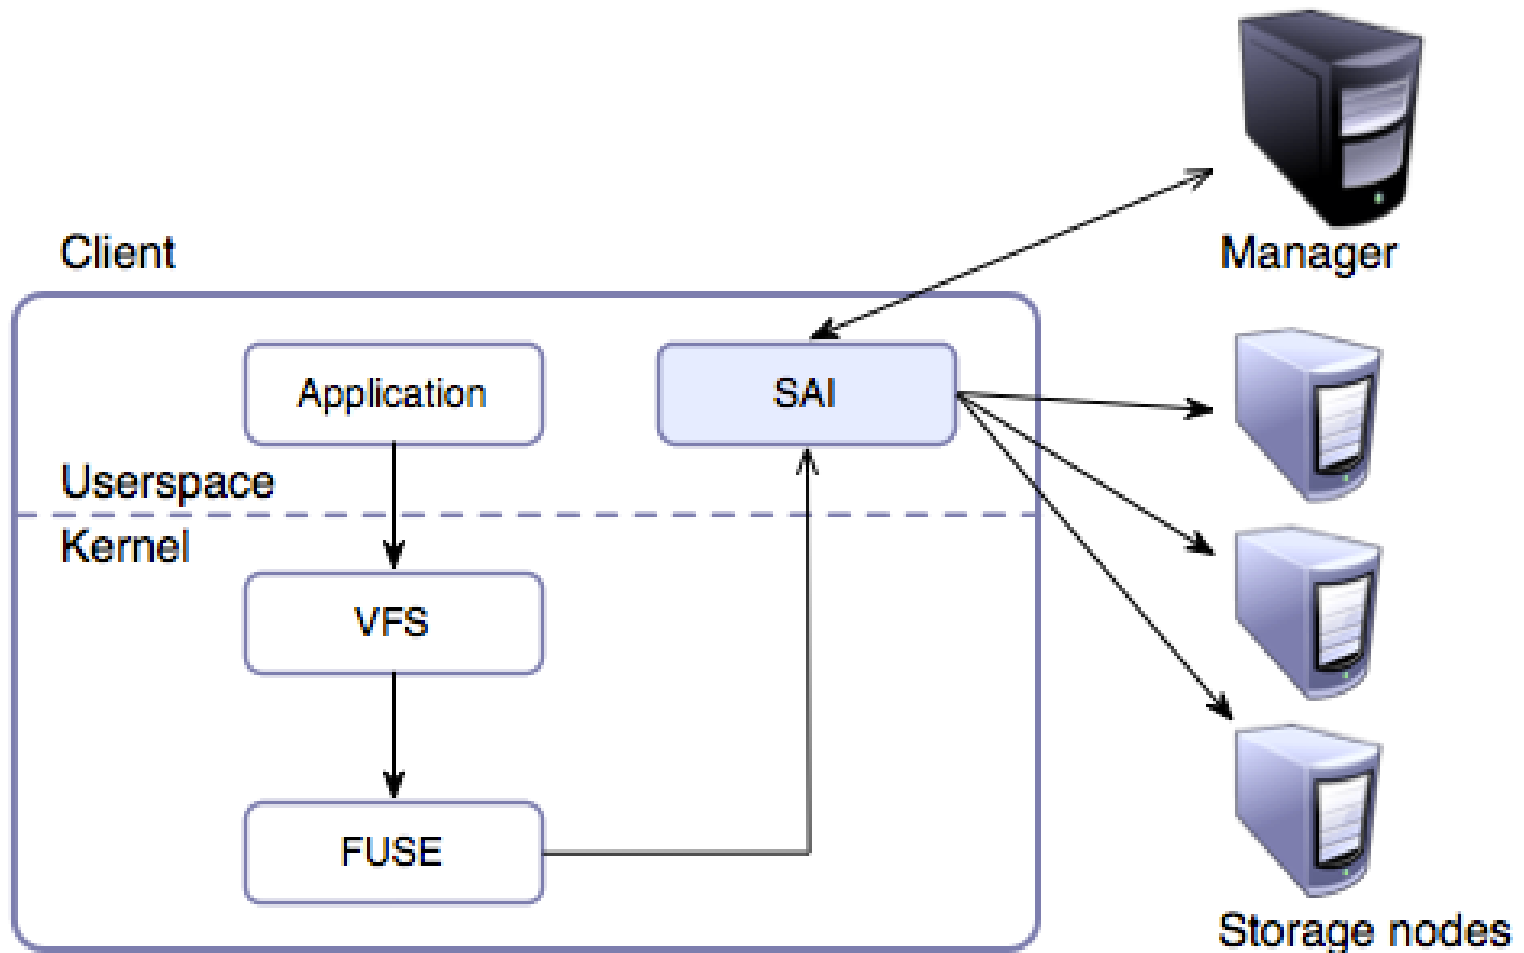 Client
Manager
Application
SAI
Userspace
Kernel
VFS
FUSE
Storage nodes